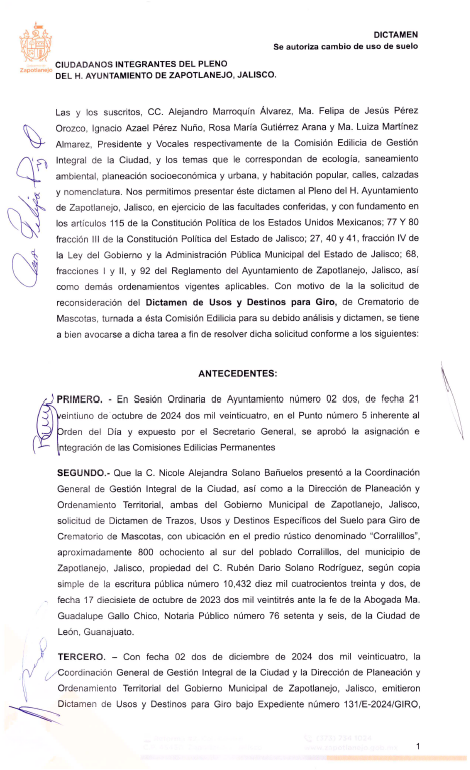 DICTAMEN
Se autoriza cambio de uso de suelo
Zapotlanejo
CIUDADANOS INTEGRANTES DEL PLENO
DEL H. AYUNTAMIENTO DE ZAPOTLANEJO, JALISCO.
Las y los suscritos, CC. Alejandro Marroquín Álvarez, Ma. Felipa de Jesús Pérez
Orozco, Ignacio Azael Pérez Nuño, Rosa María Gutiérrez Arana y Ma. Luiza Martínez
Almarez, Presidente y Vocales respectivamente de la Comisión Edilicia de Gestión
Integral de la Ciudad, y los temas que le correspondan de ecología, saneamiento
ambiental, planeación socioeconómica y urbana, y habitación popular, calles, calzadas
y nomenclatura. Nos permitimos presentar éste dictamen al Pleno del H. Ayuntamiento
de Zapotlanejo, Jalisco, en ejercicio de las facultades conferidas, y con fundamento en
los artículos 115 de la Constitución Política de los Estados Unidos Mexicanos; 77 Y 80
fracción III de la Constitución Política del Estado de Jalisco; 27, 40 y 41, fracción IV de
la Ley del Gobierno y la Administración Pública Municipal del Estado de Jalisco; 68,
fracciones I y II, y 92 del Reglamento del Ayuntamiento de Zapotlanejo, Jalisco, así
como demás ordenamientos vigentes aplicables. Con motivo de la la solicitud de
reconsideración del Dictamen de Usos y Destinos para Giro, de Crematorio de
Mascotas, turnada a ésta Comisión Edilicia para su debido análisis y dictamen, se tiene
a bien avocarse a dicha tarea a fin de resolver dicha solicitud conforme a los siguientes:
ANTECEDENTES:
PRIMERO. - En Sesión Ordinaria de Ayuntamiento número 02 dos, de fecha 21
veintiuno de octubre de 2024 dos mil veinticuatro, en el Punto número 5 inherente al
Orden del Día y expuesto por el Secretario General, se aprobó la asignación e
integración de las Comisiones Edilicias Permanentes
SEGUNDO.- Que la C. Nicole Alejandra Solano Bañuelos presentó a la Coordinación
General de Gestión Integral de la Ciudad, así como a la Dirección de Planeación y
Ordenamiento Territorial, ambas del Gobierno Municipal de Zapotlanejo, Jalisco,
solicitud de Dictamen de Trazos, Usos y Destinos Específicos del Suelo para Giro de
Crematorio de Mascotas, con ubicación en el predio rústico denominado “Corralillos”,
aproximadamente 800 ochociento al sur del poblado Corralillos, del municipio de
Zapotlanejo, Jalisco, propiedad del C. Rubén Dario Solano Rodríguez, según copia
simple de la escritura pública número 10,432 diez mil cuatrocientos treinta y dos, de
fecha 17 diecisiete de octubre de 2023 dos mil veintitrés ante la fe de la Abogada Ma.
Guadalupe Gallo Chico, Notaria Público número 76 setenta y seis, de la Ciudad de
León, Guanajuato.
TERCERO. – Con fecha 02 dos de diciembre de 2024 dos mil veinticuatro, la
Coordinación General de Gestión Integral de la Ciudad y la Dirección de Planeación y
Ordenamiento Territorial del Gobierno Municipal de Zapotlanejo, Jalisco, emitieron
Dictamen de Usos y Destinos para Giro bajo Expediente número 131/E-2024/GIRO,
1